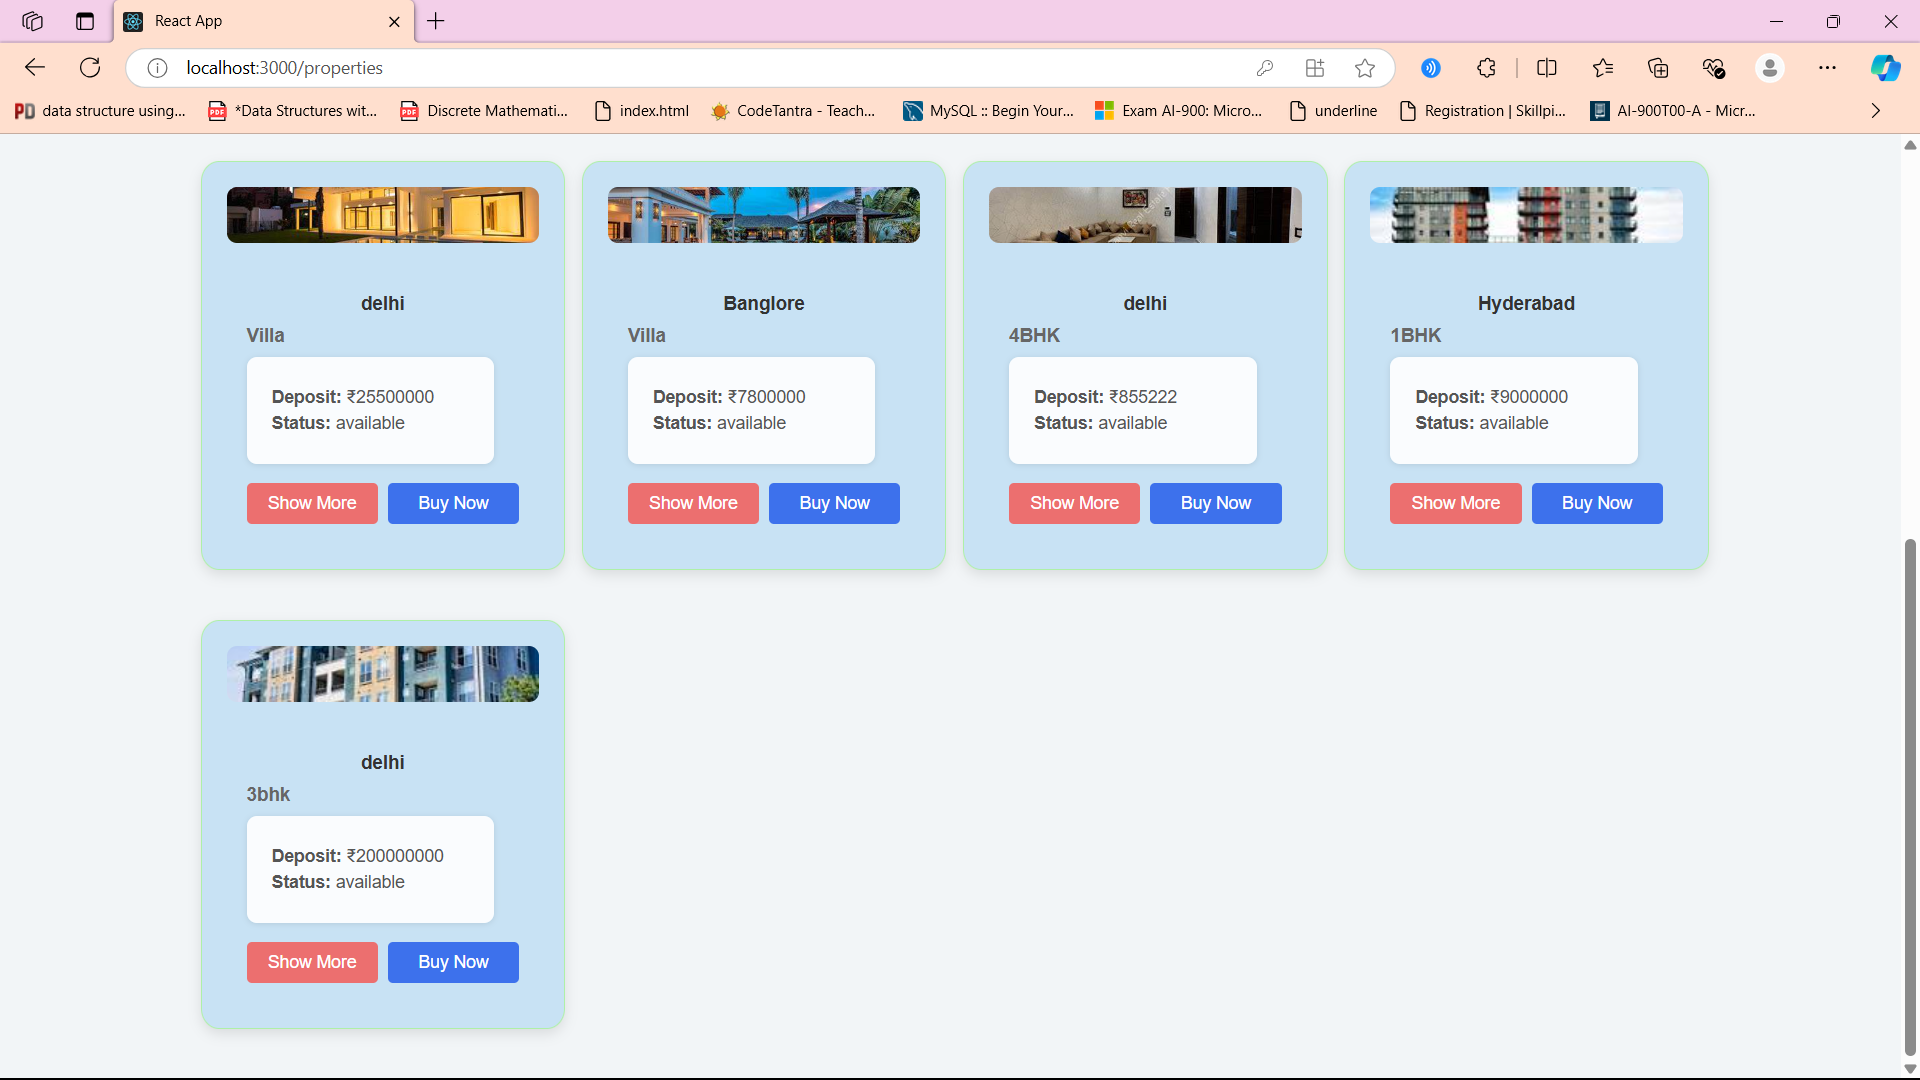 React App
localhost:3000/properties
data structure using...
*Data Structures wit...
Discrete Mathemati...
index.html
CodeTantra - Teach...
MySQL :: Begin Your...
Exam AI-900: Micro...
underline
Registration | Skillpi...
AI-900T00-A - Micr...
delhi
Villa
Deposit: ₹25500000
Status: available
Show More
Buy Now
Banglore
Villa
Deposit: ₹7800000
Status: available
Show More
Buy Now
delhi
4BHK
Deposit: ₹855222
Status: available
Show More
Buy Now
Hyderabad
1BHK
Deposit: ₹9000000
Status: available
Show More
Buy Now
delhi
3bhk
Deposit: ₹200000000
Status: available
Show More
Buy Now